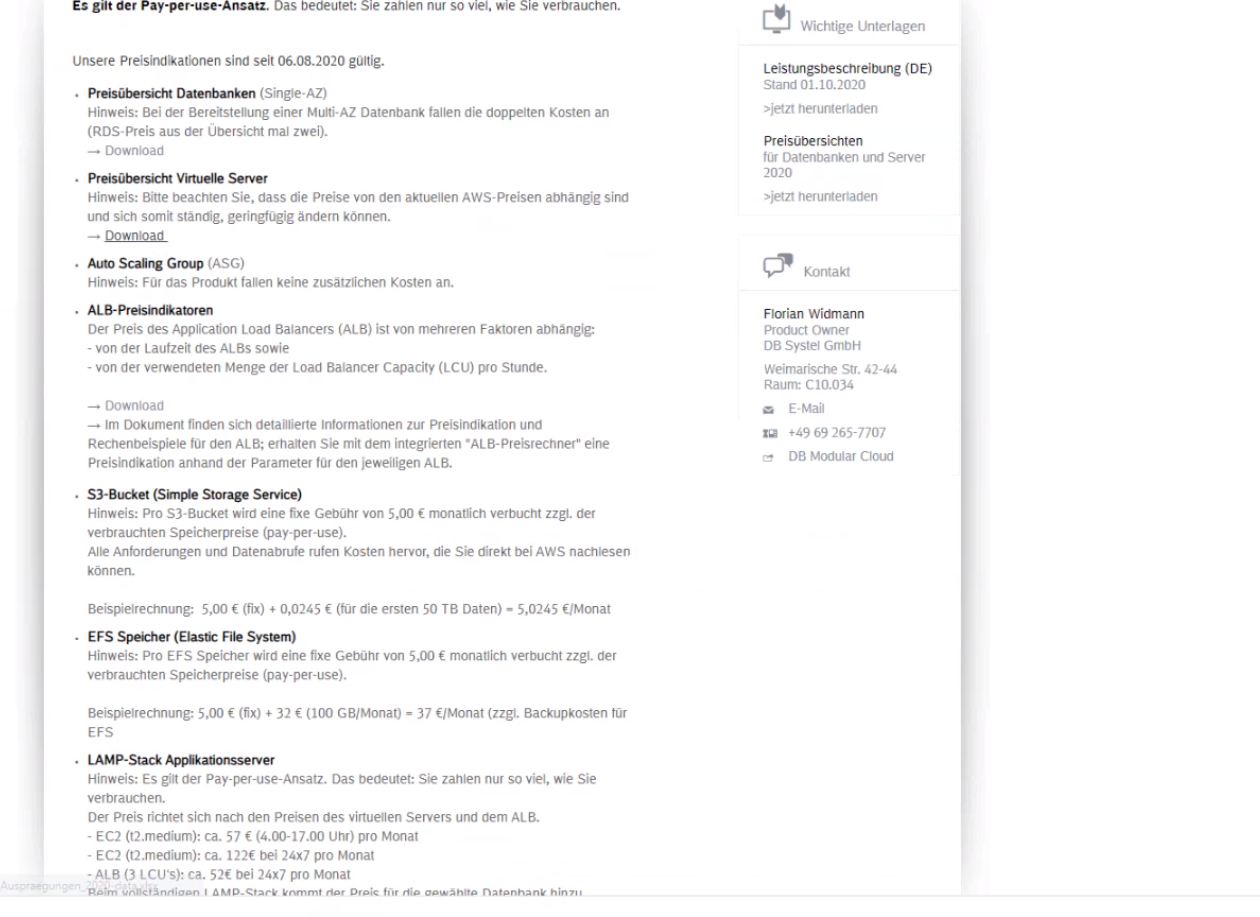 Es gilt der Pay-per-use-Ansatz. Das bedeutet: Sie zahlen nur so viel, wie Sie verbrauchen.
Unsere Preisindikationen sind seit 06.08.2020 gültig.
• Preisübersicht Datenbanken (Single-AZ)
Hinweis: Bei der Bereitstellung einer Multi-AZ Datenbank fallen die doppelten Kosten an
(RDS-Preis aus der Übersicht mal zwei).
→ Download
• Preisübersicht Virtuelle Server
Hinweis: Bitte beachten Sie, dass die Preise von den aktuellen AWS-Preisen abhängig sind
und sich somit ständig, geringfügig ändern können.
→ Download
• Auto Scaling Group (ASG)
Hinweis: Für das Produkt fallen keine zusätzlichen Kosten an.
• ALB-Preisindikatoren
Der Preis des Application Load Balancers (ALB) ist von mehreren Faktoren abhängig:
- von der Laufzeit des ALBs sowie
- von der verwendeten Menge der Load Balancer Capacity (LCU) pro Stunde.
→ Download
→ Im Dokument finden sich detaillierte Informationen zur Preisindikation und
Rechenbeispiele für den ALB; erhalten Sie mit dem integrierten "ALB-Preisrechner" eine
Preisindikation anhand der Parameter für den jeweiligen ALB.
• S3-Bucket (Simple Storage Service)
Hinweis: Pro S3-Bucket wird eine fixe Gebühr von 5,00 € monatlich verbucht zzgl. der
verbrauchten Speicherpreise (pay-per-use).
Alle Anforderungen und Datenabrufe rufen Kosten hervor, die Sie direkt bei AWS nachlesen
können.
Beispielrechnung: 5,00 € (fix) + 0,0245 € (für die ersten 50 TB Daten) = 5,0245 €/Monat
• EFS Speicher (Elastic File System)
Hinweis: Pro EFS Speicher wird eine fixe Gebühr von 5,00 € monatlich verbucht zzgl. der
verbrauchten Speicherpreise (pay-per-use).
Beispielrechnung: 5,00 € (fix) + 32 € (100 GB/Monat) = 37 €/Monat (zzgl. Backupkosten für
EFS
• LAMP-Stack Applikationsserver
Hinweis: Es gilt der Pay-per-use-Ansatz. Das bedeutet: Sie zahlen nur so viel, wie Sie
verbrauchen.
Der Preis richtet sich nach den Preisen des virtuellen Servers und dem ALB.
- EC2 (t2.medium): ca. 57 € (4.00-17.00 Uhr) pro Monat
- EC2 (t2.medium): ca. 122€ bei 24x7 pro Monat
- ALB (3 LCU's): ca. 52€ bei 24x7 pro Monat
Beim vollständigen LAMP-Stack kommt der Preis für die gewählte Datenbank hinzu
Auspraegungen_2020-data.xlsx
Wichtige Unterlagen
Leistungsbeschreibung (DE)
Stand 01.10.2020
>jetzt herunterladen
Preisübersichten
für Datenbanken und Server
2020
>jetzt herunterladen
Kontakt
Florian Widmann
Product Owner
DB Systel GmbH
Weimarische Str. 42-44
Raum: C10.034
E-Mail
+49 69 265-7707
DB Modular Cloud